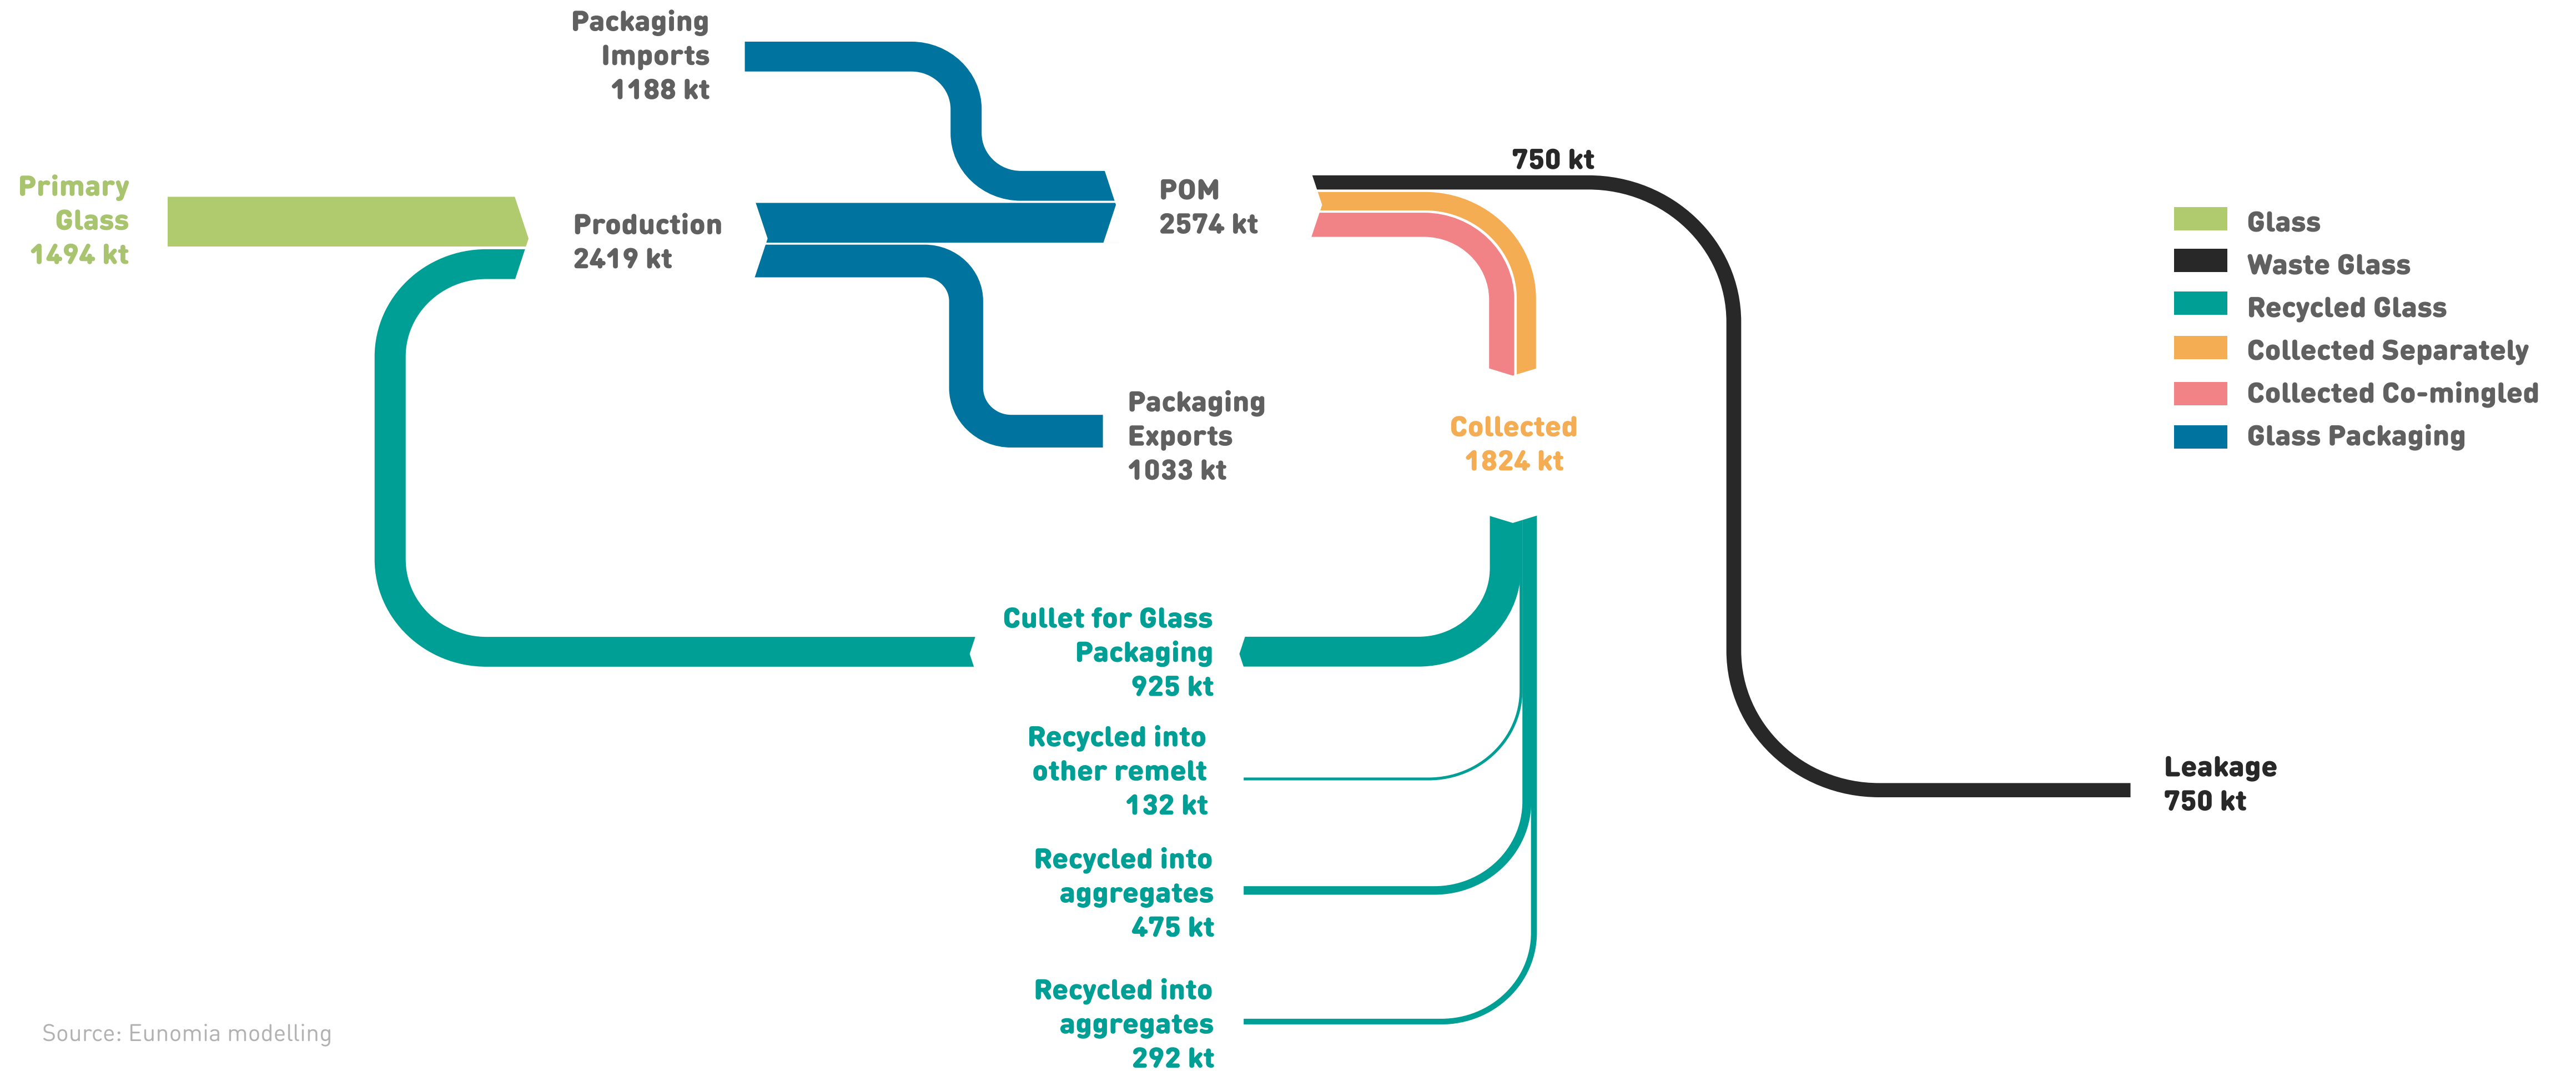 Packaging
Imports
1188 kt
Primary
Glass
1494 kt
Production
2419 kt
POM
2574 kt
750 kt
Packaging
Exports
1033 kt
Collected
1824 kt
Cullet for Glass
Packaging
925 kt
Recycled into
other remelt
132 kt
Recycled into
aggregates
475 kt
Recycled into
aggregates
292 kt
Leakage
750 kt
Glass
Waste Glass
Recycled Glass
Collected Separately
Collected Co-mingled
Glass Packaging
Source: Eunomia modelling